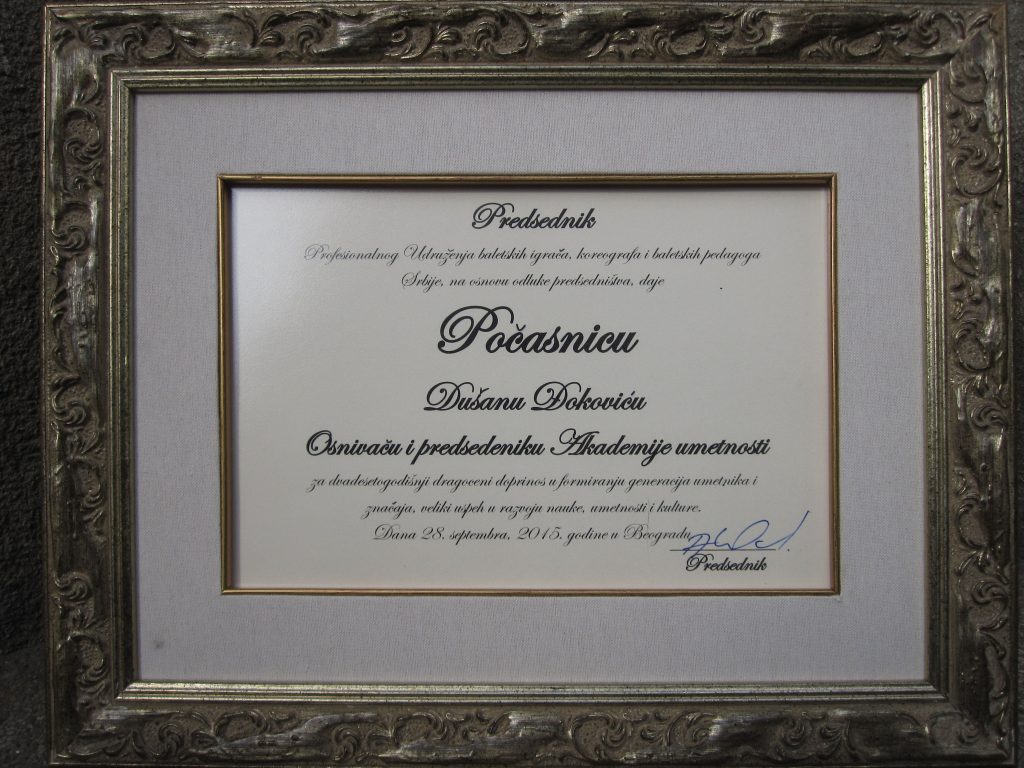 Predsednik
Profesionalnog Udruženja baletskih igrača, koreografa i baletskih pedagoga
Srbije, na osnovu odluke predsedništva, daje
Počasnicu
Dušanu Đokoviću
Osnivaču i predsedeniku Akademije umetnosti
za dvadesetogodišnji dragoceni doprinos u formiranju generacija umetnika i
značaja, veliki uspeh u razvoju nauke, umetnosti i kulture.
Dana 28. septembra, 2015. godine u Beogradu
Predsednik